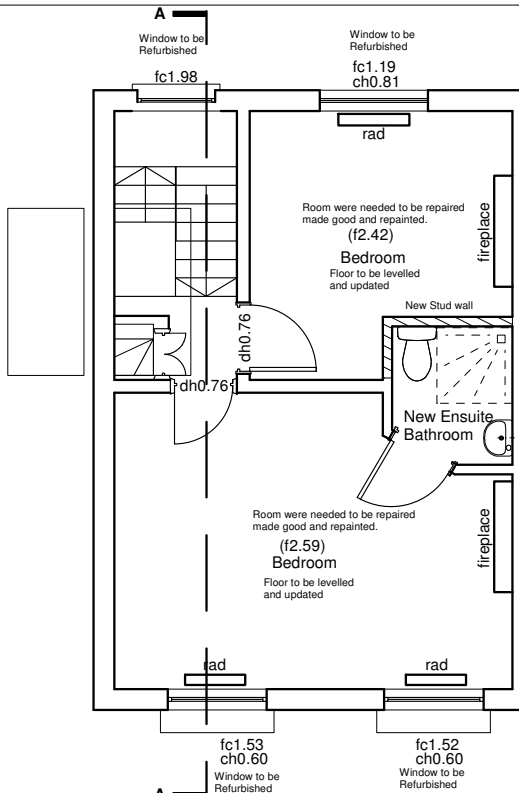 A
Window to be
Refurbished
fc1.98
Window to be
Refurbished
fc1.19
ch0.81
rad
Room were needed to be repaired
made good and repainted.
(f2.42)
Bedroom
Floor to be levelled
and updated
fireplace
New Stud wall
dh0.76
dh0.76
New Ensuite
Bathroom
Room were needed to be repaired
made good and repainted.
(f2.59)
Bedroom
Floor to be levelled
and updated
fireplace
rad
rad
fc1.53
ch0.60
Window to be
Refurbished
fc1.52
ch0.60
Window to be
Refurbished
A